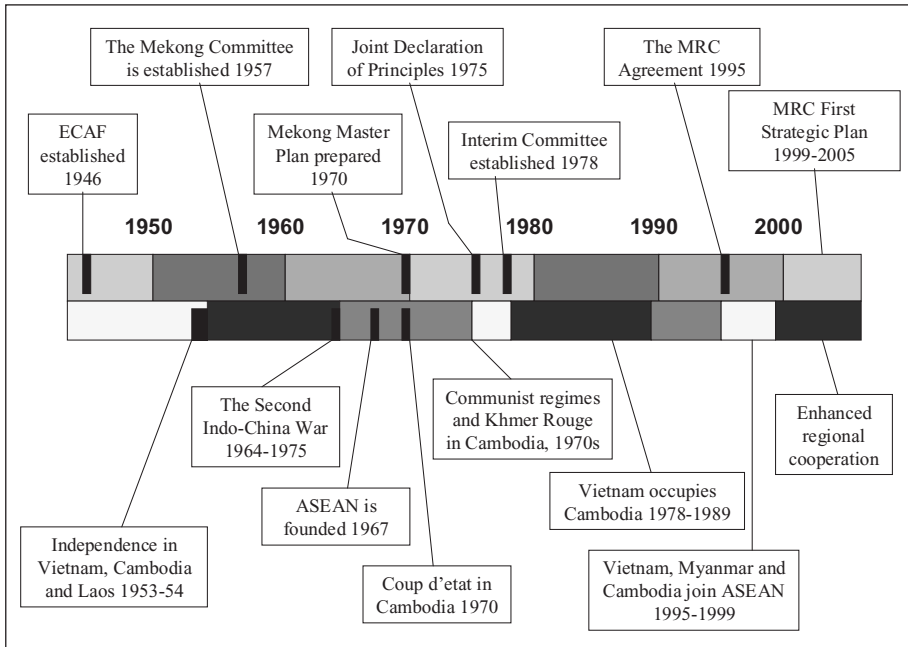 The Mekong Committee
is established 1957
Joint Declaration
of Principles 1975
The MRC
Agreement 1995
ECAF
established
1946
Mekong Master
Plan prepared
1970
Interim Committee
established 1978
MRC First
Strategic Plan
1999-2005
1950
1960
1970
1980
1990
2000
The Second
Indo-China War
1964-1975
Communist regimes
and Khmer Rouge
in Cambodia, 1970s
Enhanced
regional
cooperation
ASEAN is
founded 1967
Vietnam occupies
Cambodia 1978-1989
Independence in
Vietnam, Cambodia
and Laos 1953-54
Coup d’etat in
Cambodia 1970
Vietnam, Myanmar and
Cambodia join ASEAN
1995-1999